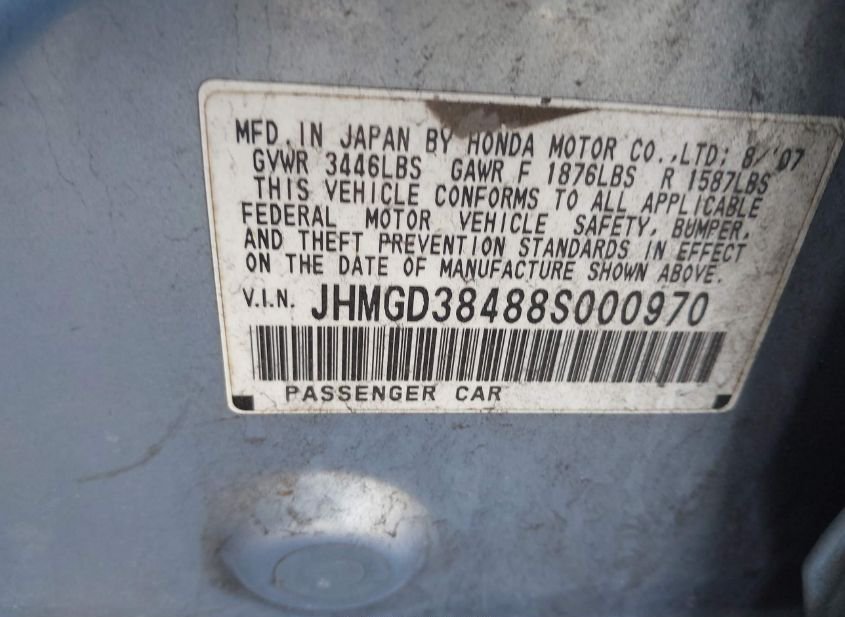 MFD. IN JAPAN BY HONDA MOTOR CO.,LTD; 8/'07
GVWR 3446LBS GAWR F 1876LBS R 1587LBS
THIS VEHICLE CONFORMS TO ALL APPLICABLE
FEDERAL MOTOR VEHICLE SAFETY, BUMPER,
AND THEFT PREVENTION STANDARDS IN EFFECT
ON THE DATE OF MANUFACTURE SHOWN ABOVE.
V.I.N. JHMGD38488S000970
PASSENGER CAR